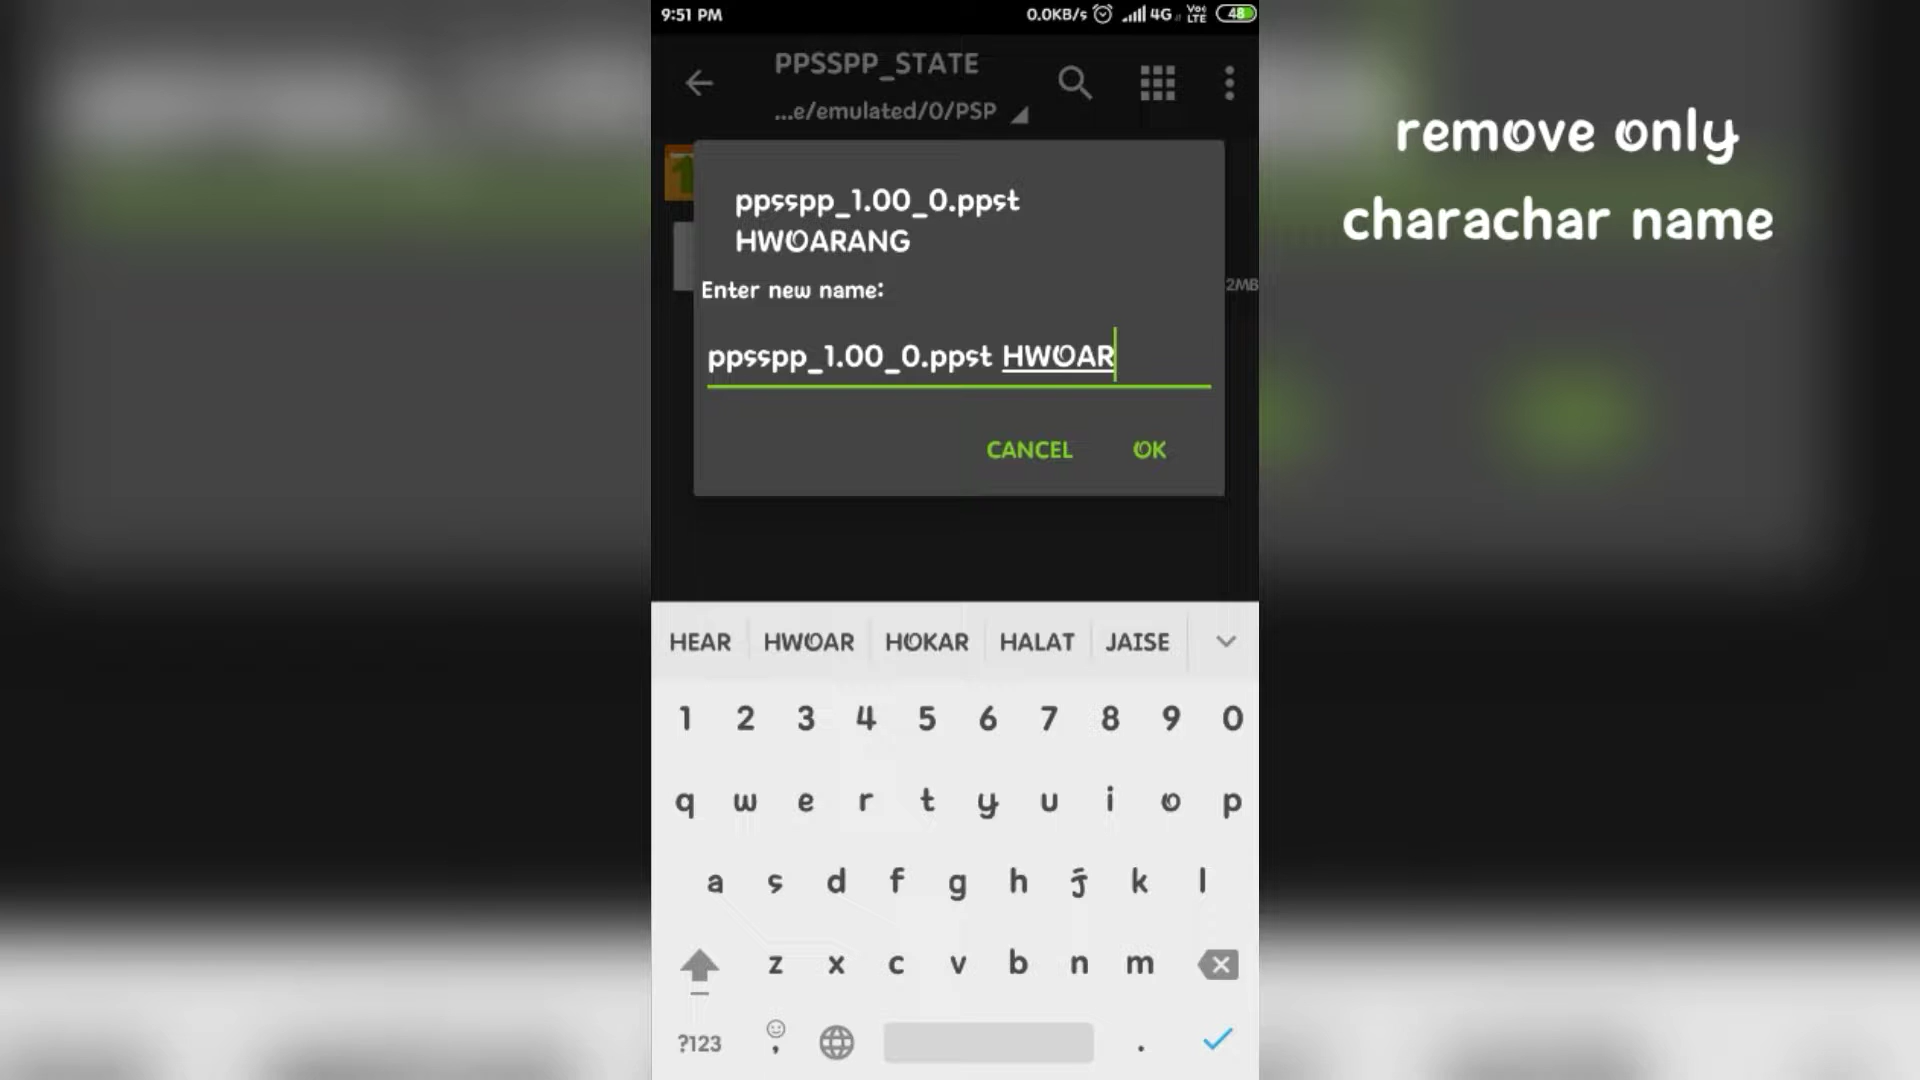 9:51 PM
0.0KB/s 4G Vo) LTE 48
PPSSPP_STATE
...e/emulated/0/PSP
remove only
charachar name
ppsspp_1.00_0.ppst
HWOARANG
Enter new name:
2MB
ppsspp_1.00_0.ppst HWOAR
CANCEL OK
HEAR HWOAR HOKAR HALAT JAISE
1 2 3 4 5 6 7 8 9 0
q w e r t y u i o p
a s d f g h j k l
z x c v b n m
?123 , .